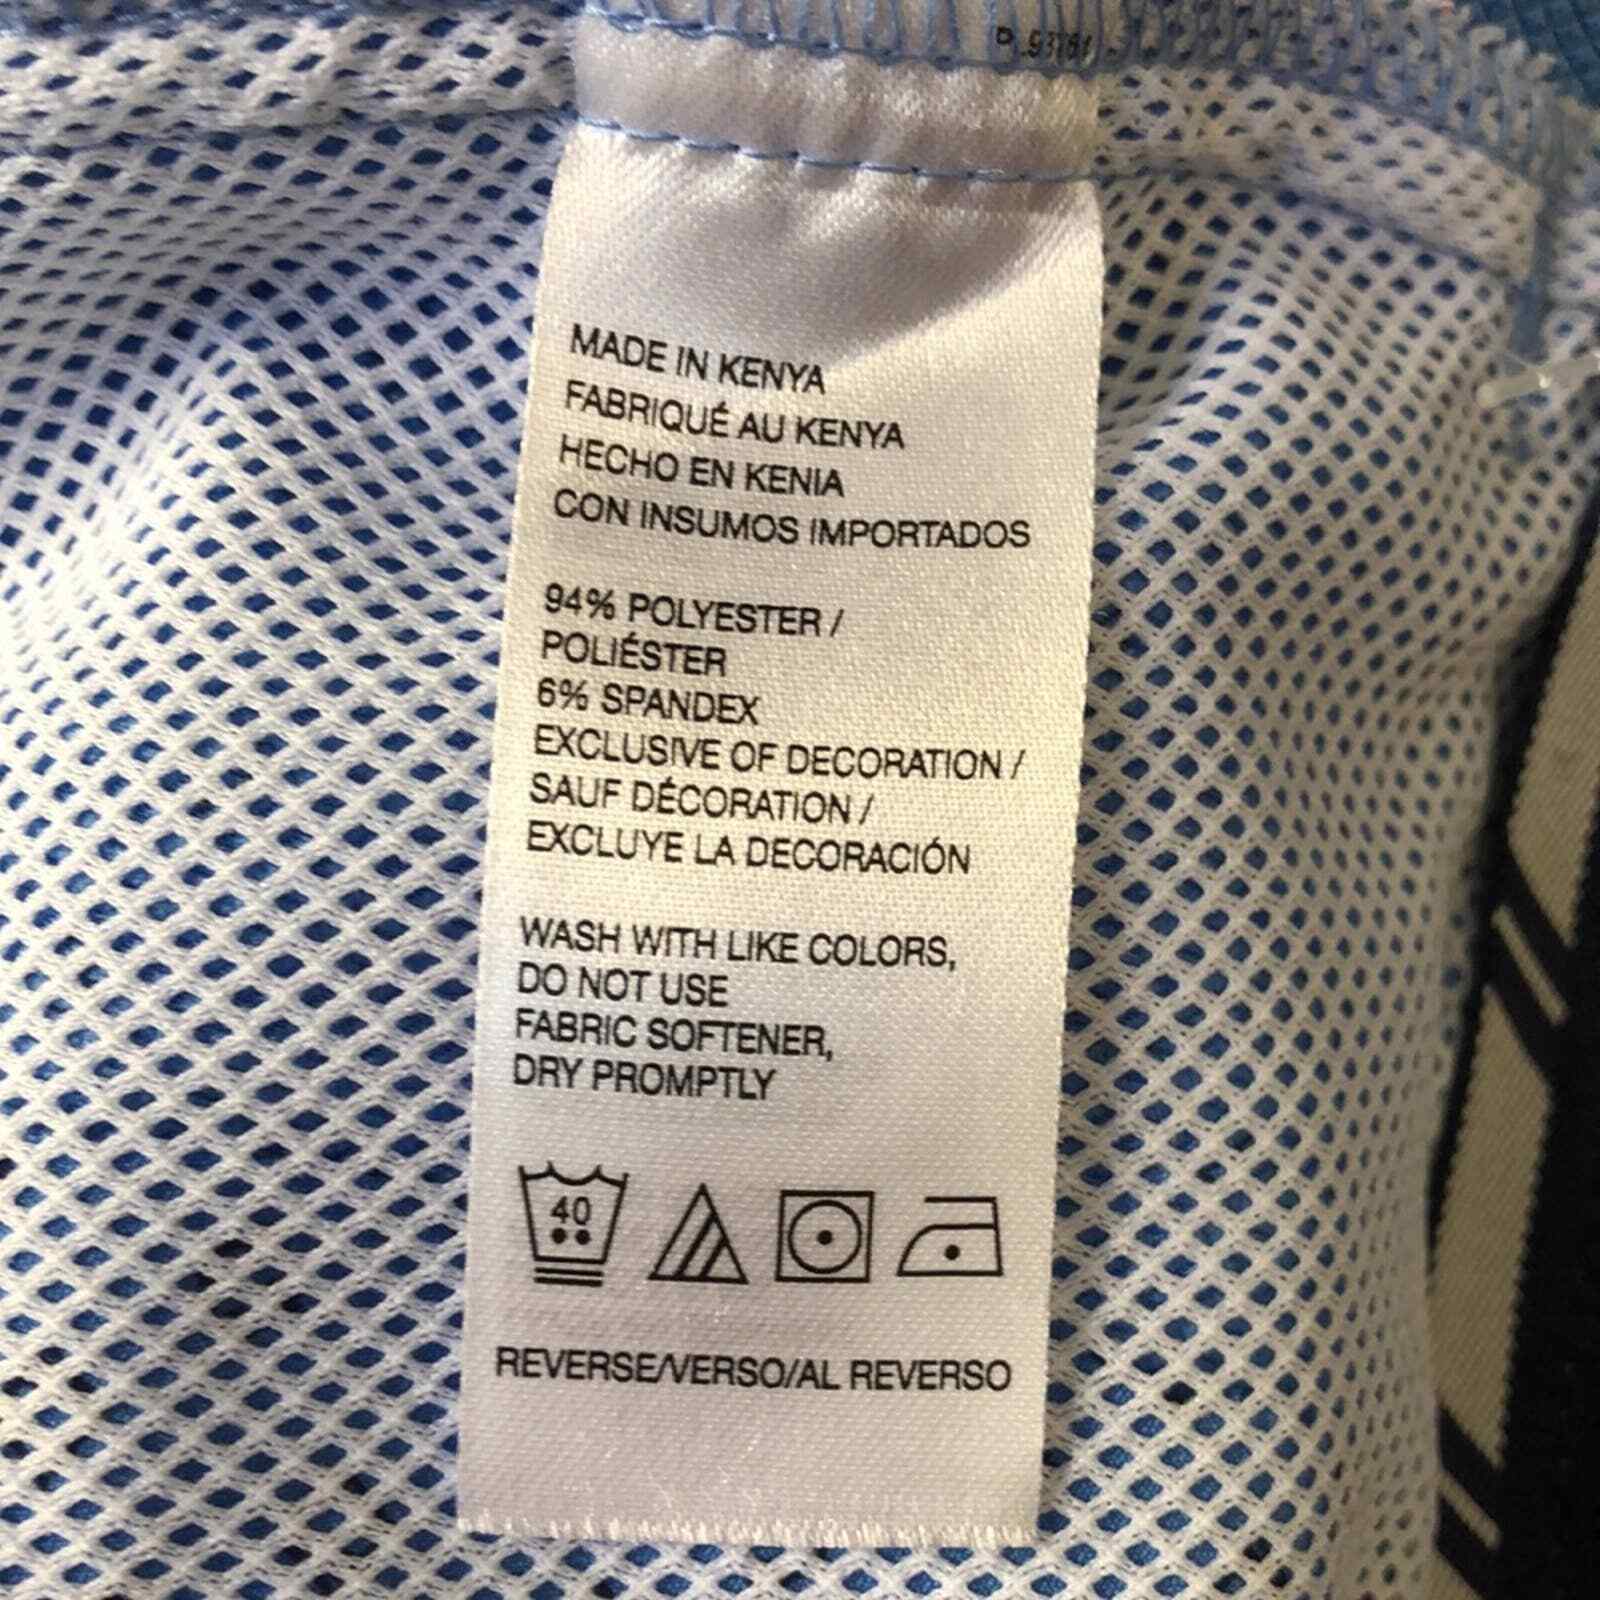 MADE IN KENYA
FABRIQUÉ AU KENYA
HECHO EN KENIA
CON INSUMOS IMPORTADOS
94% POLYESTER /
POLIÉSTER
6% SPANDEX
EXCLUSIVE OF DECORATION /
SAUF DÉCORATION /
EXCLUYE LA DECORACIÓN
WASH WITH LIKE COLORS,
DO NOT USE
FABRIC SOFTENER,
DRY PROMPTLY
40
REVERSE/VERSO/AL REVERSO